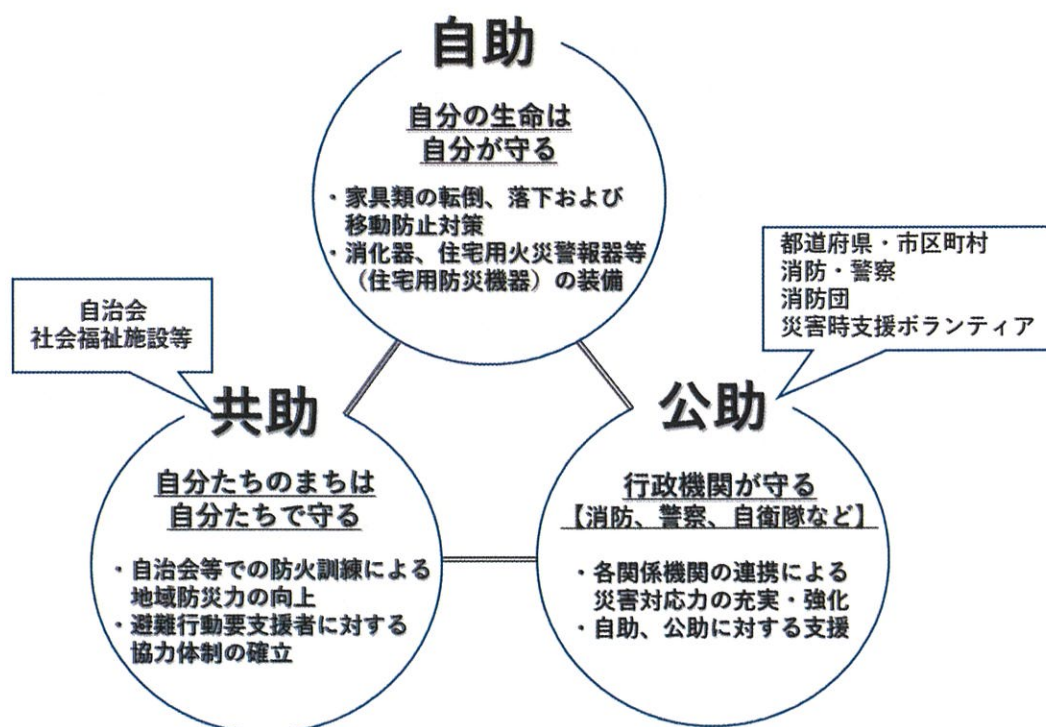 自助
自分の生命は
自分が守る
・家具類の転倒、落下および
移動防止対策
・消化器、住宅用火災警報器等
（住宅用防災機器）の装備
都道府県・市区町村
消防・警察
消防団
災害時支援ボランティア
自治会
社会福祉施設等
共助
自分たちのまちは
自分たちで守る
・自治会等での防火訓練による
地域防災力の向上
・避難行動要支援者に対する
協力体制の確立
公助
行政機関が守る
【消防、警察、自衛隊など】
・各関係機関の連携による
災害対応力の充実・強化
・自助、公助に対する支援